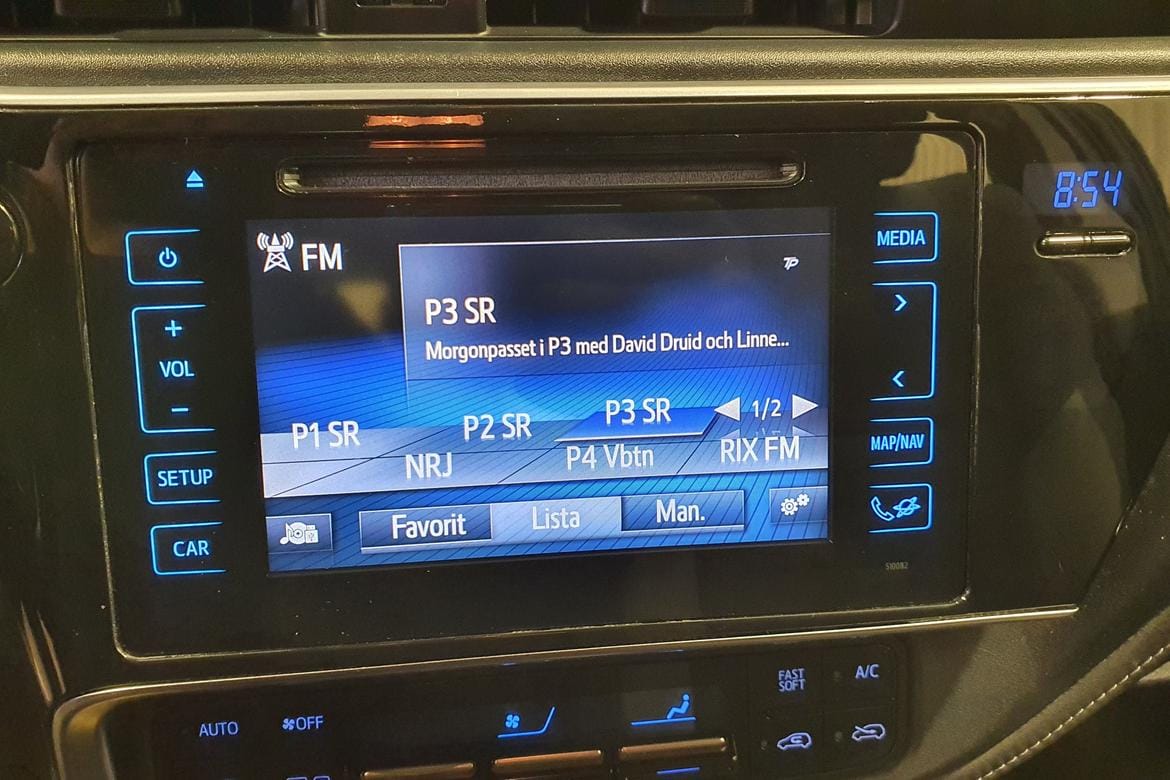 8:54
FM
TP
MEDIA
P3 SR
Morgonpasset i P3 med David Druid och Linne...
VOL
P1 SR
P2 SR
P3 SR
1/2
MAP/NAV
NRJ
P4 Vbtn
RIX FM
SETUP
Favorit
Lista
Man.
CAR
510082
FAST
SOFT
A/C
AUTO
OFF